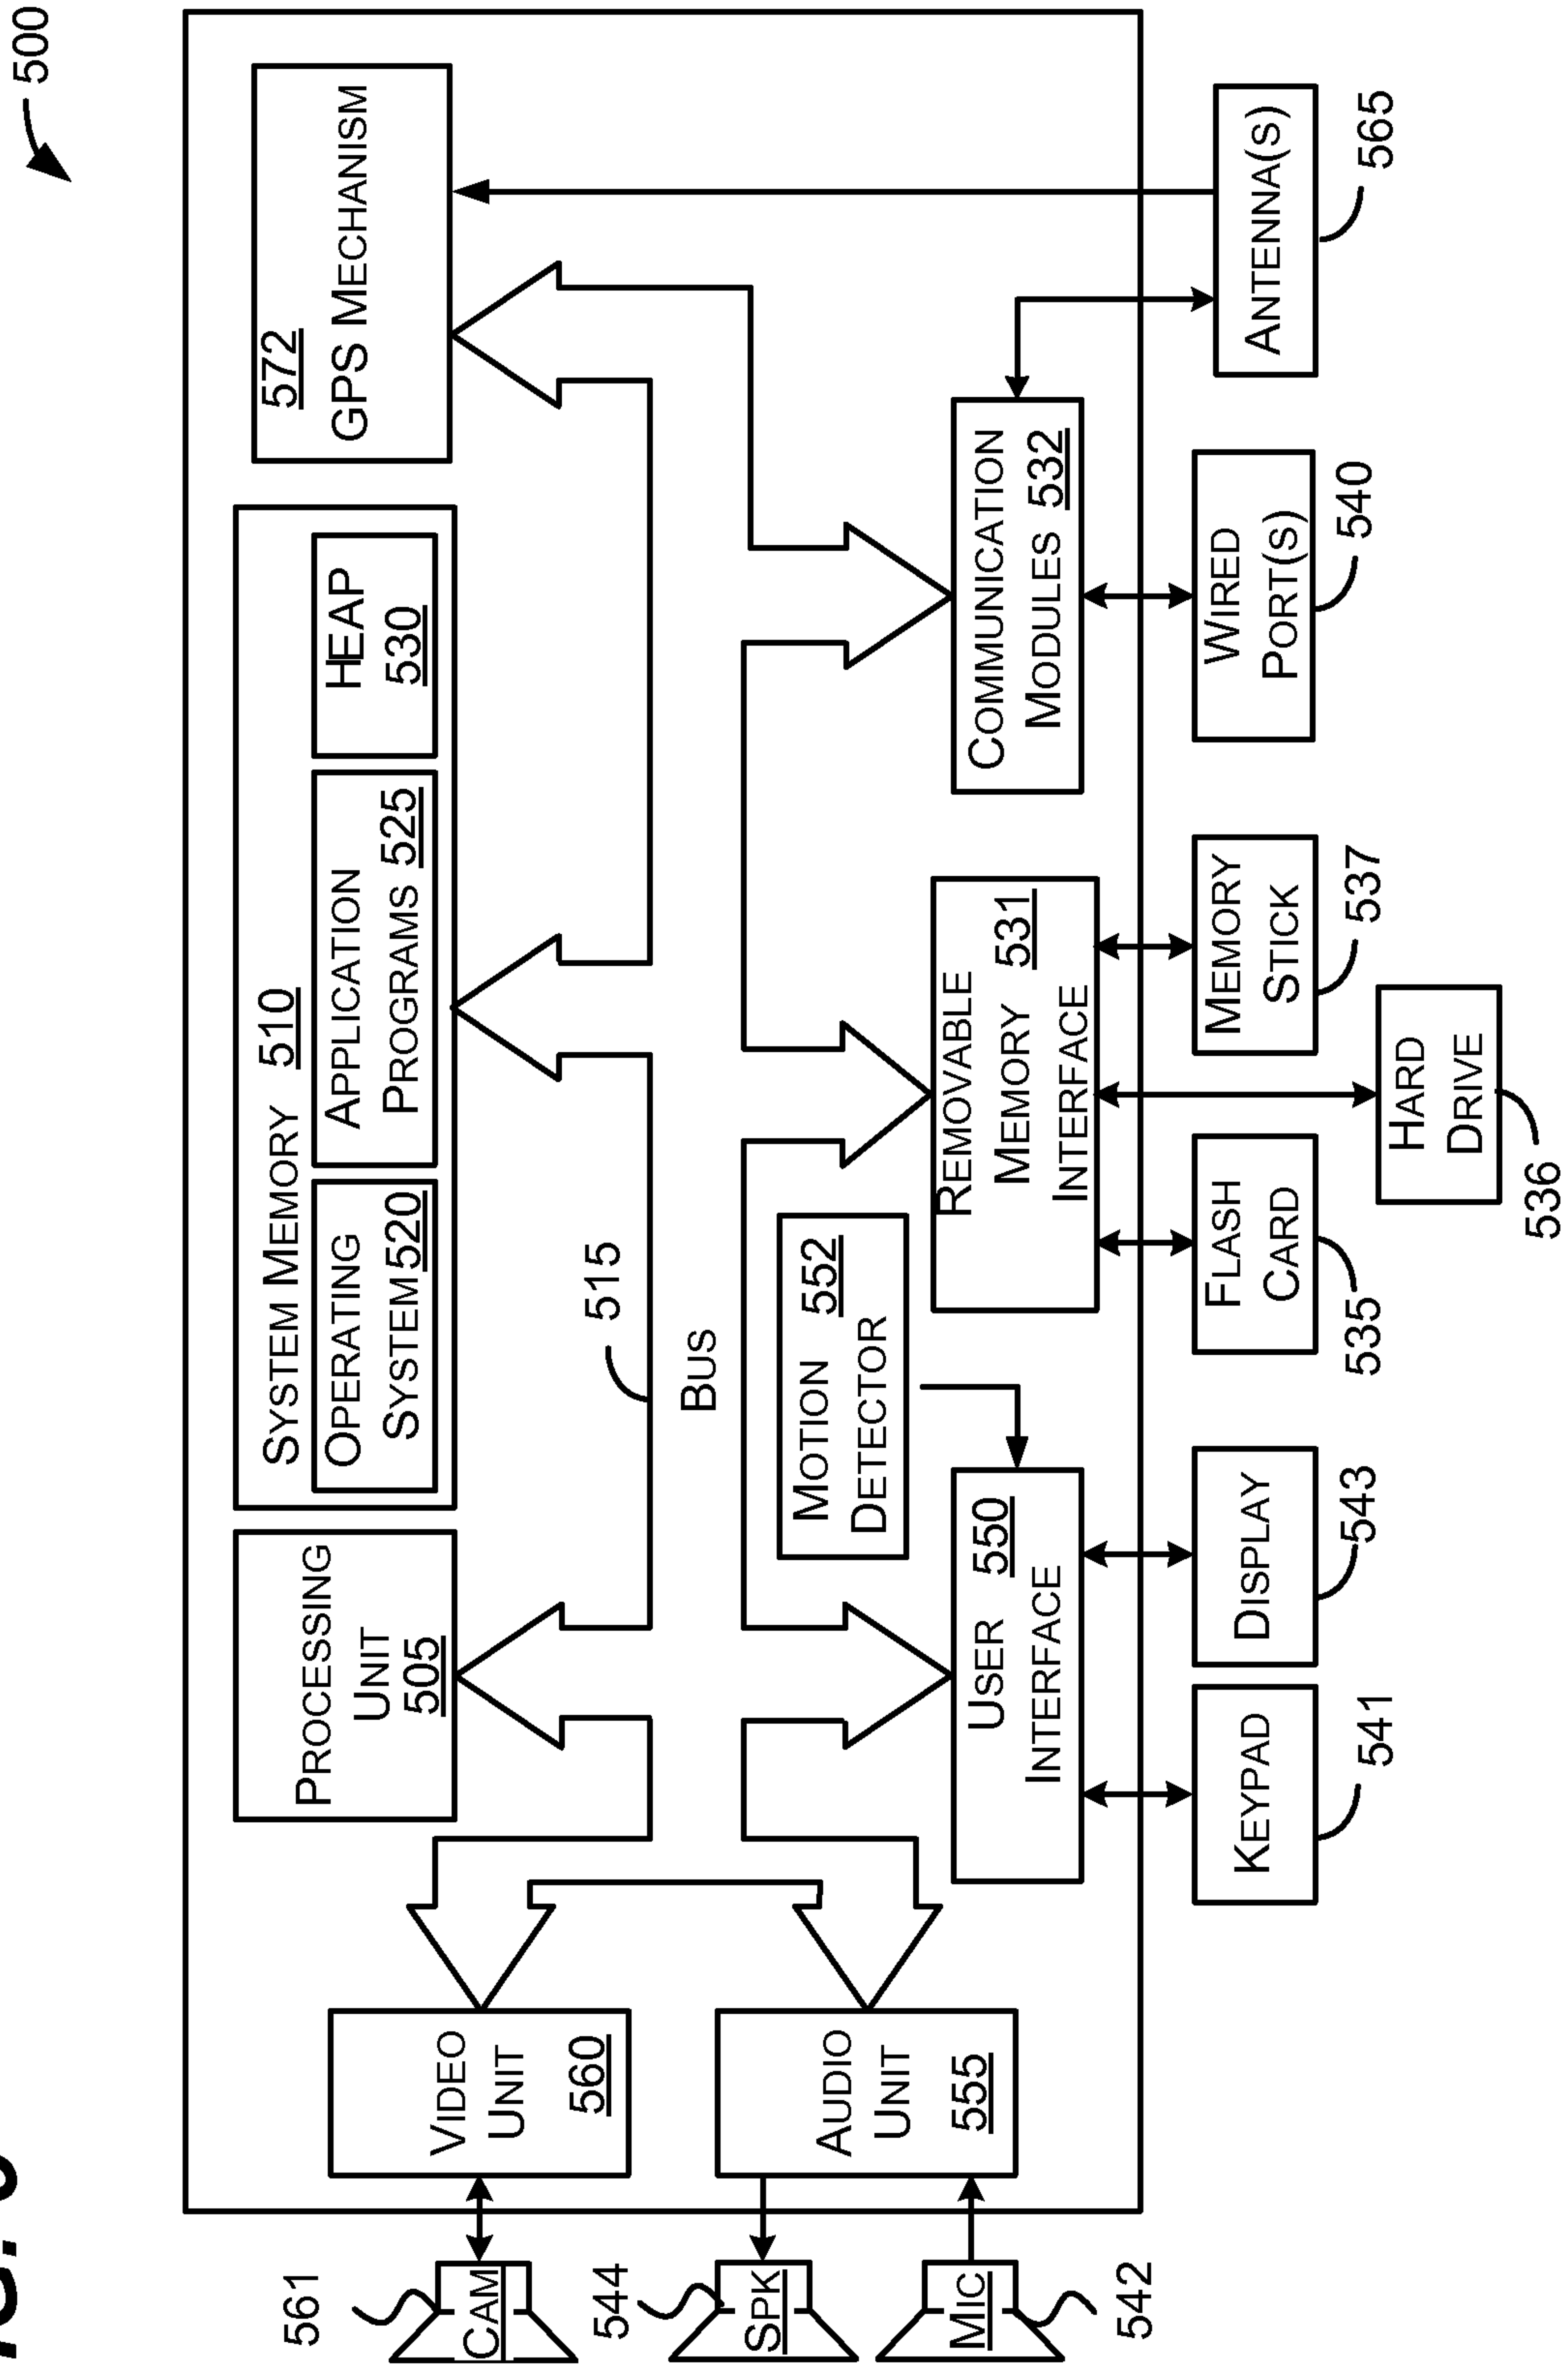 500
PROCESSING
UNIT
505
SYSTEM MEMORY 510
OPERATING
SYSTEM 520
APPLICATION
PROGRAMS 525
HEAP
530
572
GPS MECHANISM
515
BUS
VIDEO
UNIT
560
AUDIO
UNIT
555
561
CAM
544
SPK
MIC
542
MOTION 552
DETECTOR
USER 550
INTERFACE
REMOVABLE
MEMORY 531
INTERFACE
COMMUNICATION
MODULES 532
KEYPAD
541
DISPLAY
543
FLASH
CARD
535
HARD
DRIVE
536
MEMORY
STICK
537
WIRED
PORT(S)
540
ANTENNA(S)
565